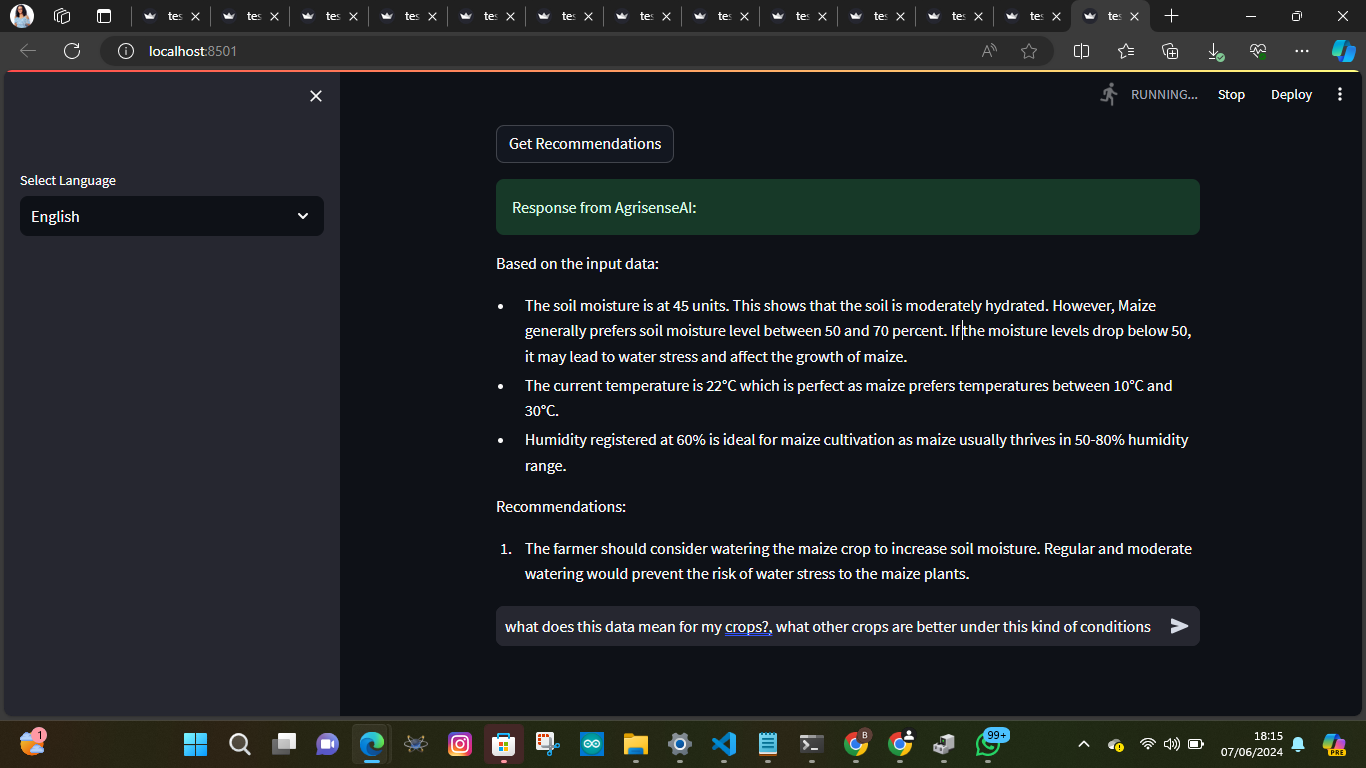 tes tes tes tes tes tes tes tes tes tes tes tes tes
localhost:8501
RUNNING... Stop Deploy
Select Language
English
Get Recommendations
Response from AgrisenseAI:
Based on the input data:
• The soil moisture is at 45 units. This shows that the soil is moderately hydrated. However, Maize
generally prefers soil moisture level between 50 and 70 percent. If the moisture levels drop below 50,
it may lead to water stress and affect the growth of maize.
• The current temperature is 22°C which is perfect as maize prefers temperatures between 10°C and
30°C.
• Humidity registered at 60% is ideal for maize cultivation as maize usually thrives in 50-80% humidity
range.
Recommendations:
1. The farmer should consider watering the maize crop to increase soil moisture. Regular and moderate
watering would prevent the risk of water stress to the maize plants.
what does this data mean for my crops?, what other crops are better under this kind of conditions
1
B
99+
18:15
07/06/2024
PRE